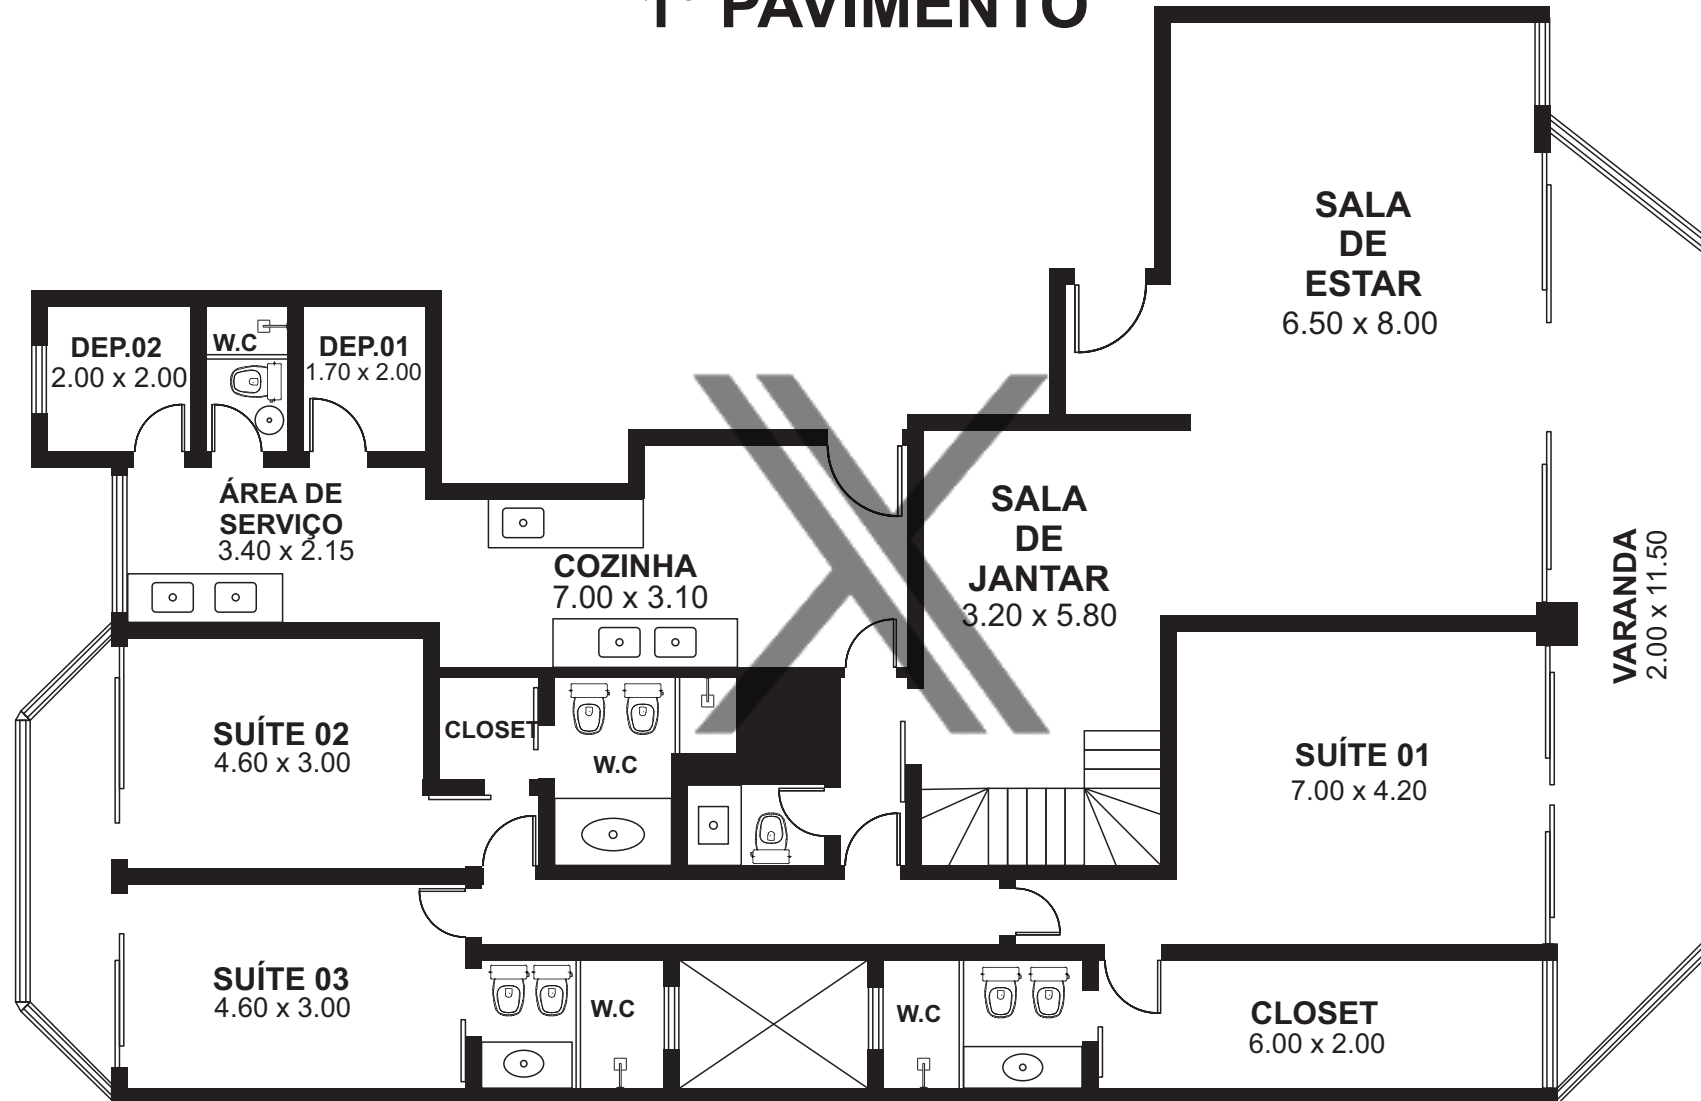 1º PAVIMENTO
SALA
DE
ESTAR
6.50 x 8.00
DEP.02
2.00 x 2.00
W.C
DEP.01
1.70 x 2.00
ÁREA DE
SERVIÇO
3.40 x 2.15
COZINHA
7.00 x 3.10
SALA
DE
JANTAR
3.20 x 5.80
VARANDA
2.00 x 11.50
SUÍTE 02
4.60 x 3.00
CLOSET
W.C
SUÍTE 01
7.00 x 4.20
SUÍTE 03
4.60 x 3.00
W.C
W.C
CLOSET
6.00 x 2.00